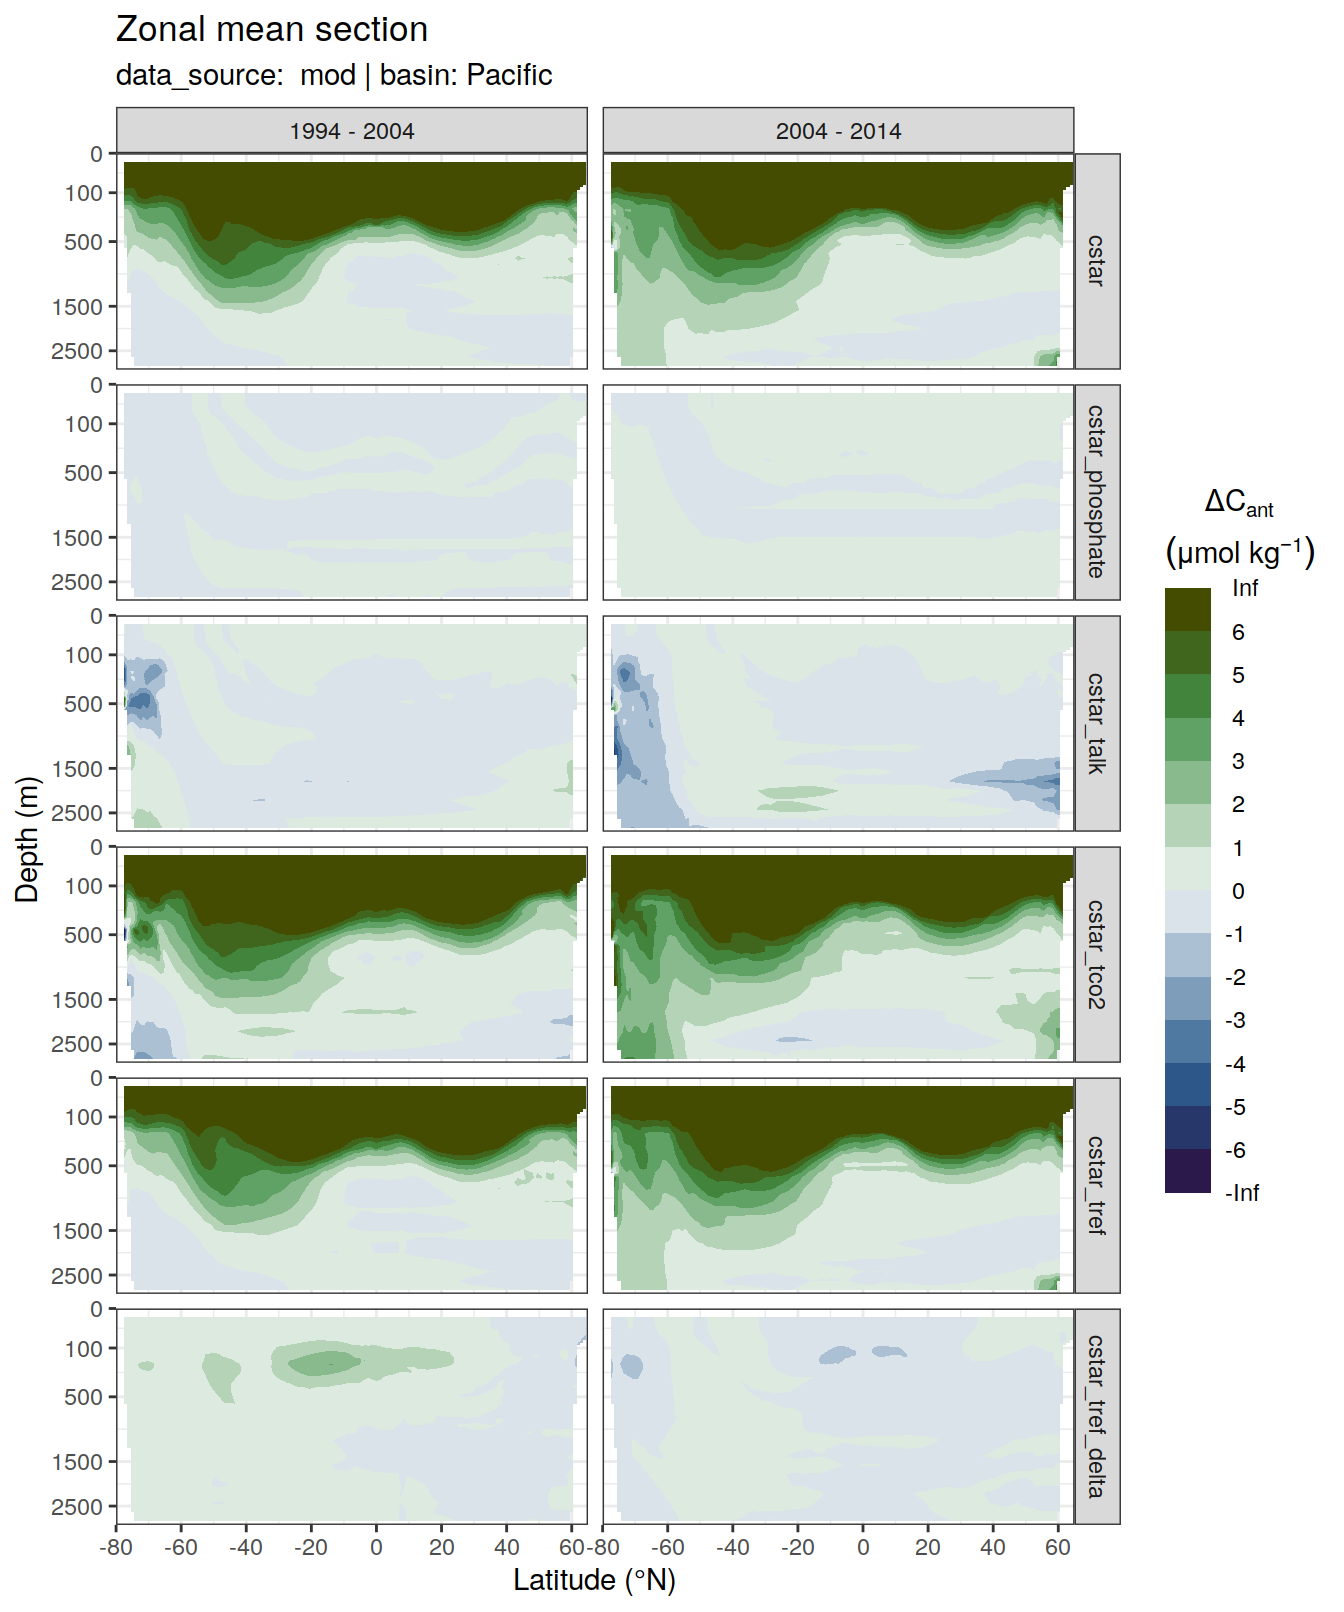 Zonal mean section
data_source:  mod | basin: Pacific
1994 - 2004
2004 - 2014
0
100
500
1500
2500
cstar
0
100
500
1500
2500
cstar_phosphate
0
100
500
1500
2500
cstar_talk
0
100
500
1500
2500
cstar_tco2
0
100
500
1500
2500
cstar_tref
0
100
500
1500
2500
cstar_tref_delta
-80 -60 -40 -20 0 20 40 60
-80 -60 -40 -20 0 20 40 60
Latitude (°N)
Depth (m)
ΔCant
(μmol kg⁻¹)
Inf
6
5
4
3
2
1
0
-1
-2
-3
-4
-5
-6
-Inf